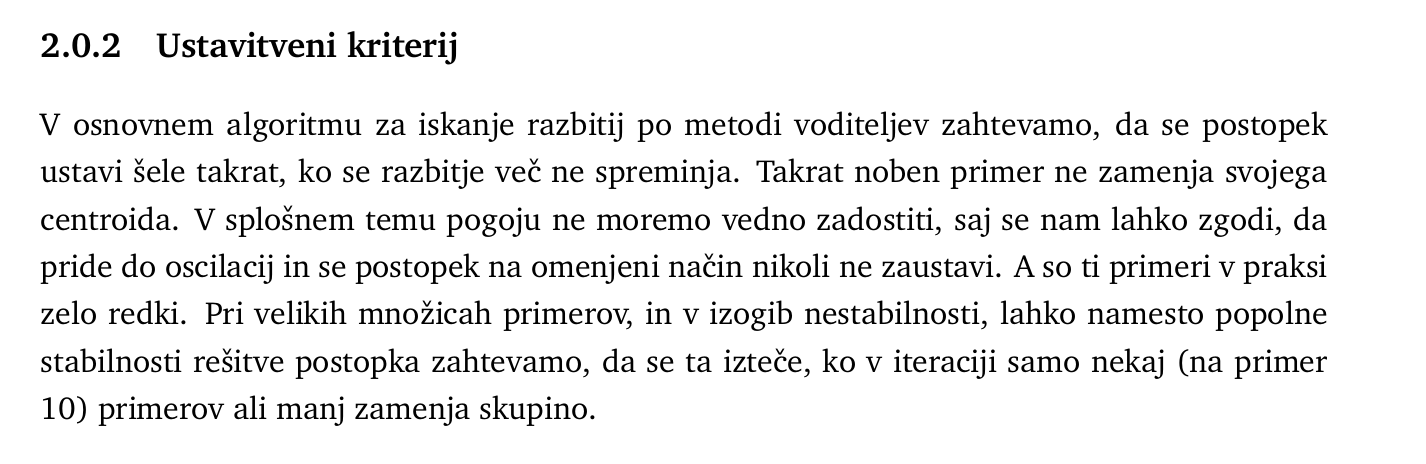 2.0.2 Ustavitveni kriterij
V osnovnem algoritmu za iskanje razbitij po metodi voditeljev zahtevamo, da se postopek
ustavi šele takrat, ko se razbitje več ne spreminja. Takrat noben primer ne zamenja svojega
centroida. V splošnem temu pogoju ne moremo vedno zadostiti, saj se nam lahko zgodi, da
pride do oscilacij in se postopek na omenjeni način nikoli ne zaustavi. A so ti primeri v praksi
zelo redki. Pri velikih množicah primerov, in v izogib nestabilnosti, lahko namesto popolne
stabilnosti rešitve postopka zahtevamo, da se ta izteče, ko v iteraciji samo nekaj (na primer
10) primerov ali manj zamenja skupino.